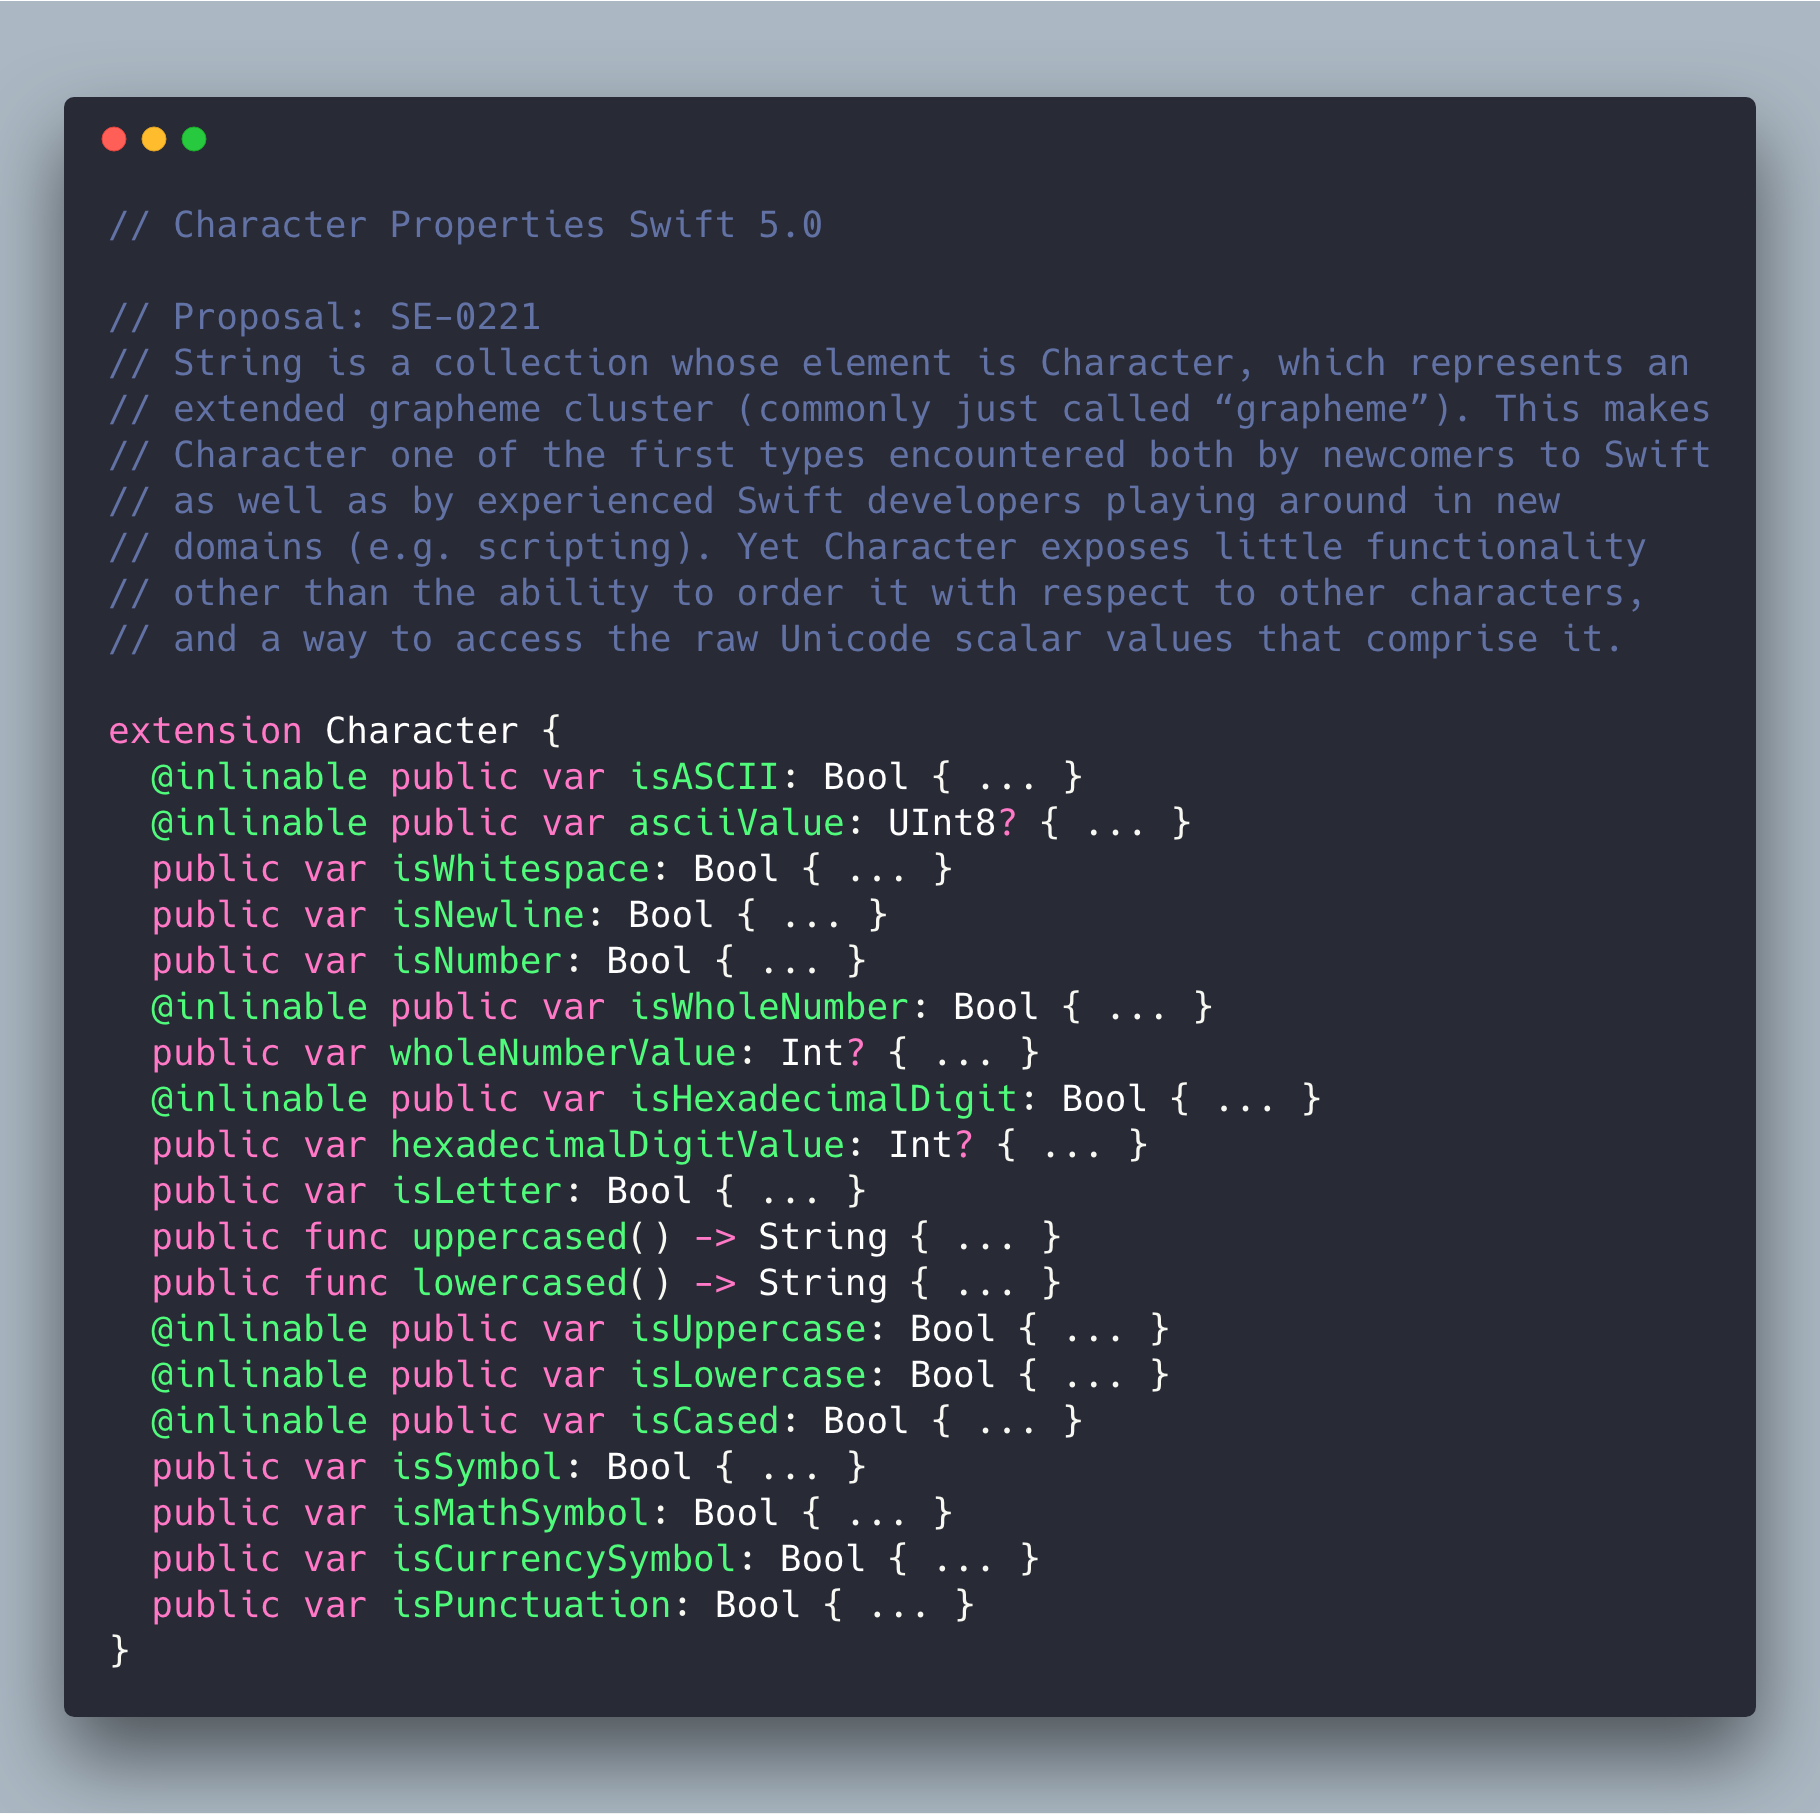 // Character Properties Swift 5.0
// Proposal: SE-0221
// String is a collection whose element is Character, which represents an
// extended grapheme cluster (commonly just called “grapheme”). This makes
// Character one of the first types encountered both by newcomers to Swift
// as well as by experienced Swift developers playing around in new
// domains (e.g. scripting). Yet Character exposes little functionality
// other than the ability to order it with respect to other characters,
// and a way to access the raw Unicode scalar values that comprise it.
extension Character {
  @inlinable public var isASCII: Bool { ... }
  @inlinable public var asciiValue: UInt8? { ... }
  public var isWhitespace: Bool { ... }
  public var isNewline: Bool { ... }
  public var isNumber: Bool { ... }
  @inlinable public var isWholeNumber: Bool { ... }
  public var wholeNumberValue: Int? { ... }
  @inlinable public var isHexadecimalDigit: Bool { ... }
  public var hexadecimalDigitValue: Int? { ... }
  public var isLetter: Bool { ... }
  public func uppercased() -> String { ... }
  public func lowercased() -> String { ... }
  @inlinable public var isUppercase: Bool { ... }
  @inlinable public var isLowercase: Bool { ... }
  @inlinable public var isCased: Bool { ... }
  public var isSymbol: Bool { ... }
  public var isMathSymbol: Bool { ... }
  public var isCurrencySymbol: Bool { ... }
  public var isPunctuation: Bool { ... }
}